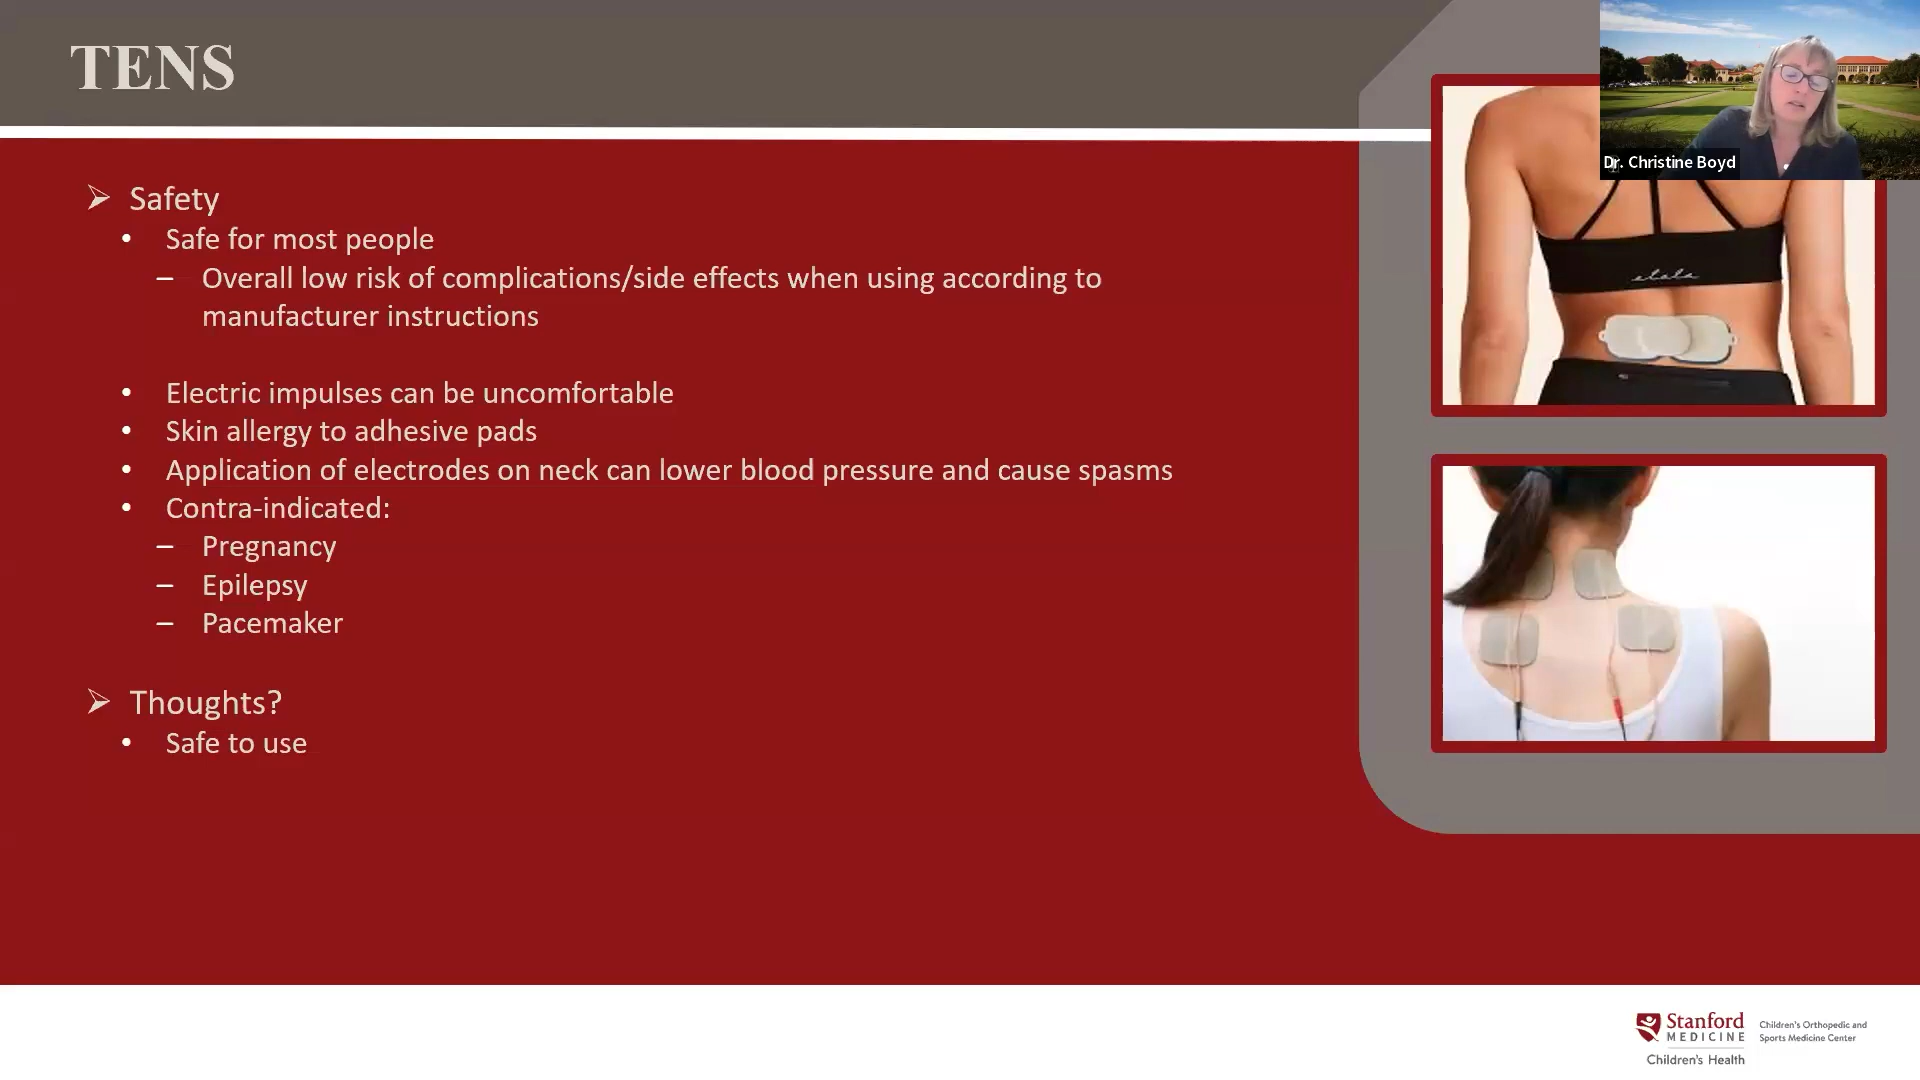 TENS
Dr. Christine Boyd
➢ Safety
• Safe for most people
– Overall low risk of complications/side effects when using according to
manufacturer instructions
• Electric impulses can be uncomfortable
• Skin allergy to adhesive pads
• Application of electrodes on neck can lower blood pressure and cause spasms
• Contra-indicated:
– Pregnancy
– Epilepsy
– Pacemaker
➢ Thoughts?
• Safe to use
Stanford
MEDICINE
Children's Health
Children's Orthopedic and
Sports Medicine Center